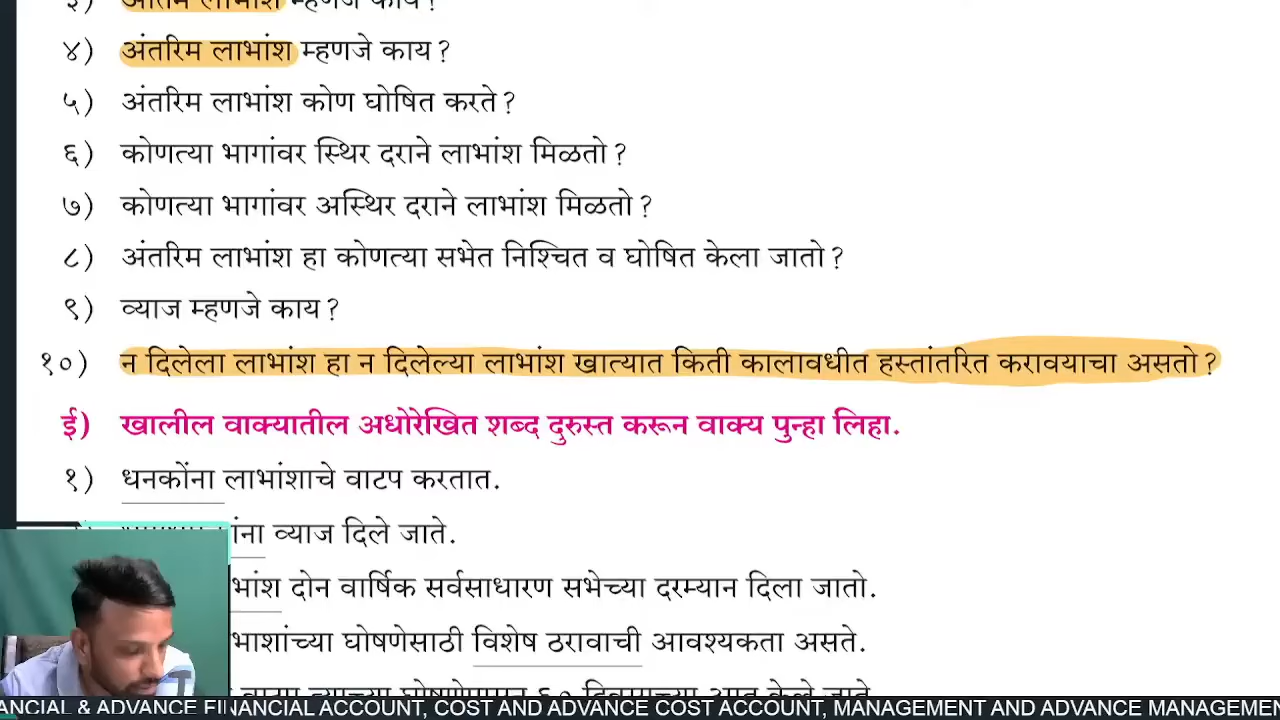 ३) अंतिम लाभांश म्हणजे काय?
४) अंतरिम लाभांश म्हणजे काय?
५) अंतरिम लाभांश कोण घोषित करते?
६) कोणत्या भागांवर स्थिर दराने लाभांश मिळतो?
७) कोणत्या भागांवर अस्थिर दराने लाभांश मिळतो?
८) अंतरिम लाभांश हा कोणत्या सभेत निश्चित व घोषित केला जातो?
९) व्याज म्हणजे काय?
१०) न दिलेला लाभांश हा न दिलेल्या लाभांश खात्यात किती कालावधीत हस्तांतरित करावयाचा असतो?
ई) खालील वाक्यातील अधोरेखित शब्द दुरुस्त करून वाक्य पुन्हा लिहा.
१) धनकोंना लाभांशाचे वाटप करतात.
ांना व्याज दिले जाते.
भांश दोन वार्षिक सर्वसाधारण सभेच्या दरम्यान दिला जातो.
भाशांच्या घोषणेसाठी विशेष ठरावाची आवश्यकता असते.
ANCIAL & ADVANCE FINANCIAL ACCOUNT, COST AND ADVANCE COST ACCOUNT, MANAGEMENT AND ADVANCE MANAGEMEN